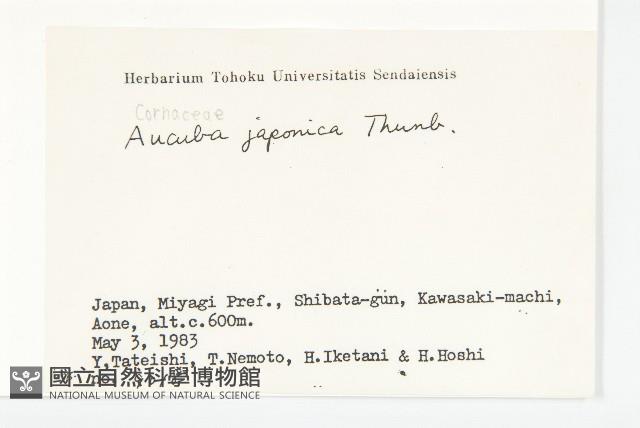 Herbarium Tohoku Universitatis Sendaiensis
Cornaceae
Aucuba japonica Thunb.
Japan, Miyagi Pref., Shibata-gun, Kawasaki-machi,
Aone, alt.c.600m.
May 3, 1983
Y.Tateishi, T.Nemoto, H.Iketani & H.Hoshi
國立自然科學博物館
NATIONAL MUSEUM OF NATURAL SCIENCE